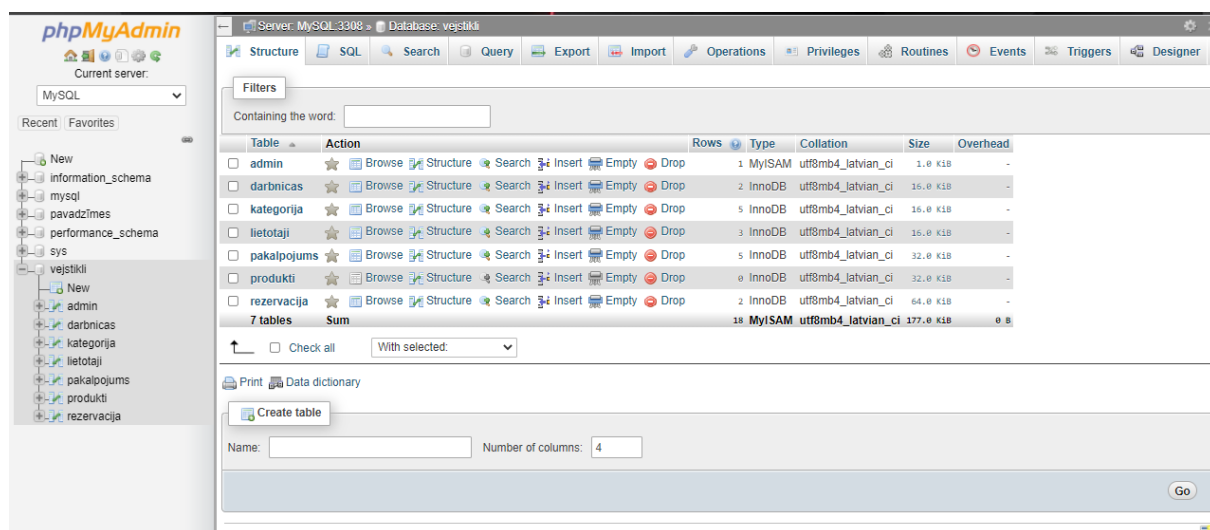 phpMyAdmin
Current server:
MySQL
Recent Favorites
New
information_schema
mysql
pavadzīmes
performance_schema
sys
vejstikli
New
admin
darbnicas
kategorija
lietotaji
pakalpojums
produkti
rezervacija
Server: MySQL:3308 » Database: vejstikli
Structure SQL Search Query Export Import Operations Privileges Routines Events Triggers Designer
Filters
Containing the word:
Table Action Rows Type Collation Size Overhead
admin Browse Structure Search Insert Empty Drop 1 MyISAM utf8mb4_latvian_ci 1.0 KiB -
darbnicas Browse Structure Search Insert Empty Drop 2 InnoDB utf8mb4_latvian_ci 16.0 KiB -
kategorija Browse Structure Search Insert Empty Drop 5 InnoDB utf8mb4_latvian_ci 16.0 KiB -
lietotaji Browse Structure Search Insert Empty Drop 3 InnoDB utf8mb4_latvian_ci 16.0 KiB -
pakalpojums Browse Structure Search Insert Empty Drop 5 InnoDB utf8mb4_latvian_ci 32.0 KiB -
produkti Browse Structure Search Insert Empty Drop 0 InnoDB utf8mb4_latvian_ci 32.0 KiB -
rezervacija Browse Structure Search Insert Empty Drop 2 InnoDB utf8mb4_latvian_ci 64.0 KiB -
7 tables Sum 18 MyISAM utf8mb4_latvian_ci 177.0 KiB 0 B
Check all With selected:
Print Data dictionary
Create table
Name: Number of columns: 4
Go